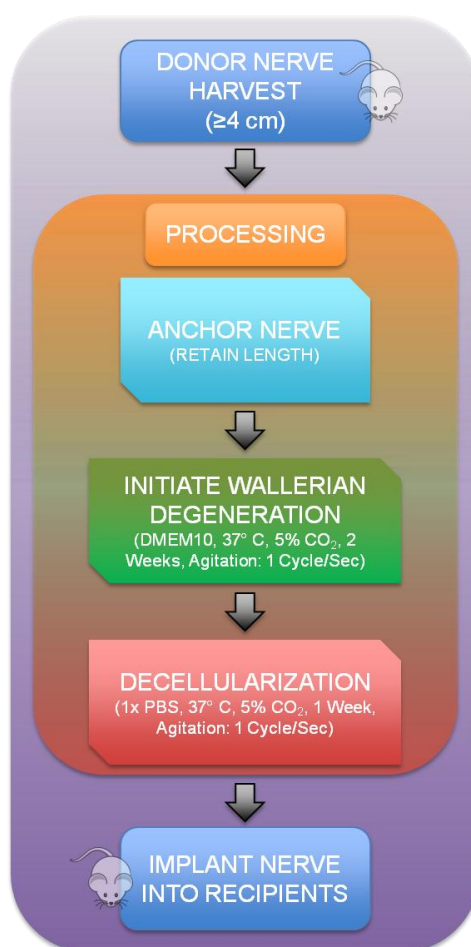 DONOR NERVE
HARVEST
(≥4 cm)
PROCESSING
ANCHOR NERVE
(RETAIN LENGTH)
INITIATE WALLERIAN
DEGENERATION
(DMEM10, 37° C, 5% CO₂, 2
Weeks, Agitation: 1 Cycle/Sec)
DECELLULARIZATION
(1x PBS, 37° C, 5% CO₂, 1 Week,
Agitation: 1 Cycle/Sec)
IMPLANT NERVE
INTO RECIPIENTS